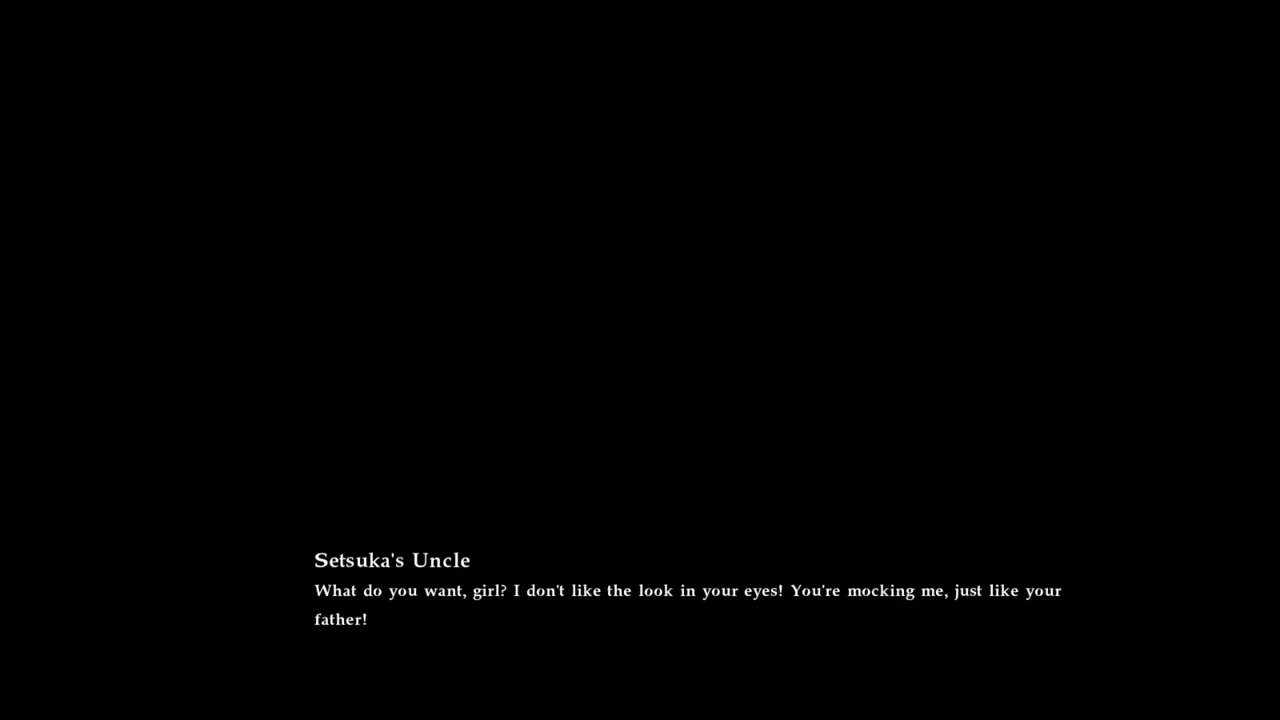 Setsuka's Uncle
What do you want, girl? I don't like the look in your eyes! You're mocking me, just like your
father!